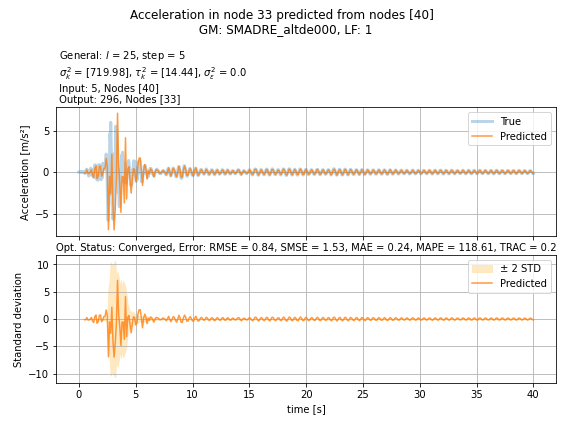 Acceleration in node 33 predicted from nodes [40]
GM: SMADRE_altde000, LF: 1
General: l = 25, step = 5
σ²ₖ = [719.98], τ²ₖ = [14.44], σ²ε = 0.0
Input: 5, Nodes [40]
Output: 296, Nodes [33]
Acceleration [m/s²]
5
0
−5
True
Predicted
Opt. Status: Converged, Error: RMSE = 0.84, SMSE = 1.53, MAE = 0.24, MAPE = 118.61, TRAC = 0.2
Standard deviation
10
5
0
−5
−10
± 2 STD
Predicted
0 5 10 15 20 25 30 35 40
time [s]